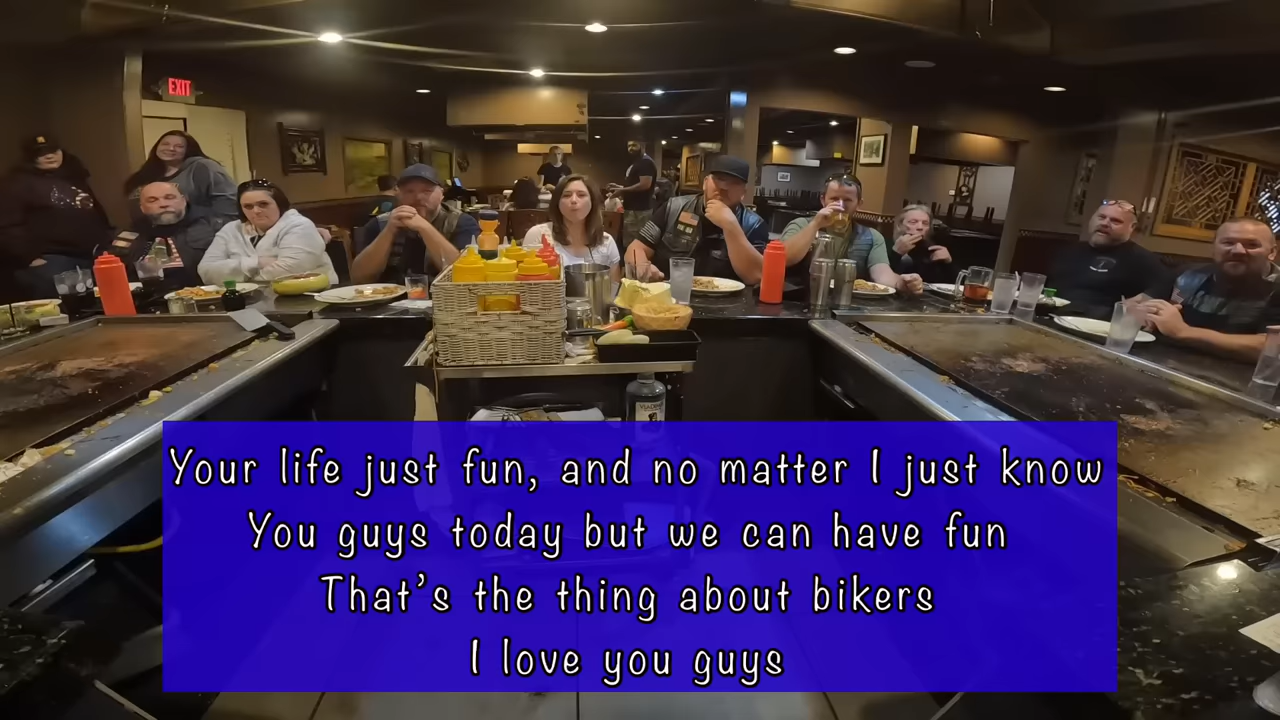 EXIT
Your life just fun, and no matter I just know
You guys today but we can have fun
That's the thing about bikers
I love you guys